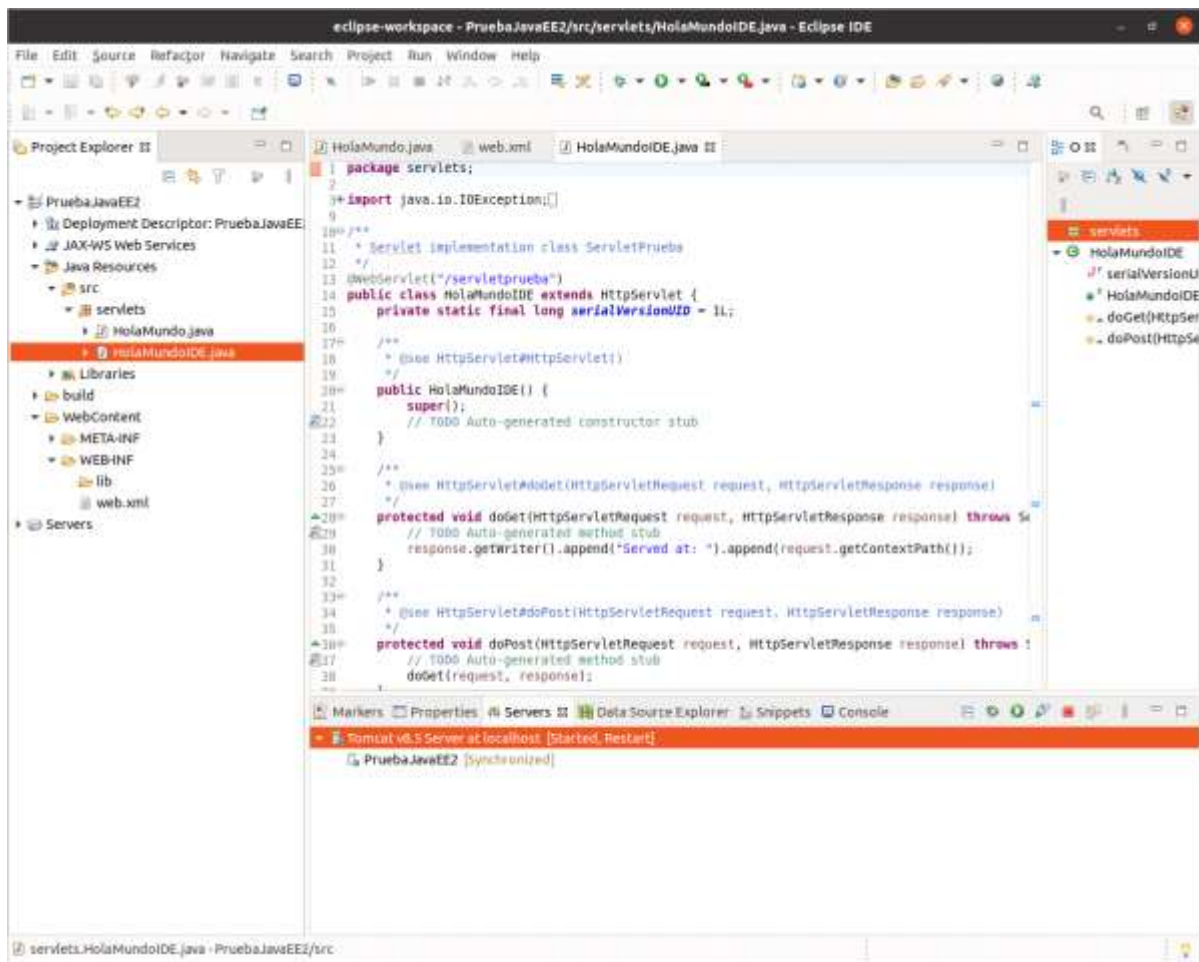 eclipse-workspace - PruebaJavaEE2/src/servlets/HolaMundoIDE.java - Eclipse IDE
File Edit Source Refactor Navigate Search Project Run Window Help
Project Explorer
PruebaJavaEE2
Deployment Descriptor: PruebaJavaEE
JAX-WS Web Services
Java Resources
src
servlets
HolaMundo.java
HolaMundoIDE.java
Libraries
build
WebContent
META-INF
WEB-INF
lib
web.xml
Servers
HolaMundo.java web.xml HolaMundoIDE.java
1 package servlets;
2
3 import java.io.IOException;
9
10 /**
11 * Servlet implementation class ServletPrueba
12 */
13 @WebServlet("/servletprueba")
14 public class HolaMundoIDE extends HttpServlet {
15 private static final long serialVersionUID = 1L;
16
17 /**
18 * @see HttpServlet#HttpServlet()
19 */
20 public HolaMundoIDE() {
21 super();
22 // TODO Auto-generated constructor stub
23 }
24
25 /**
26 * @see HttpServlet#doGet(HttpServletRequest request, HttpServletResponse response)
27 */
28 protected void doGet(HttpServletRequest request, HttpServletResponse response) throws Se
29 // TODO Auto-generated method stub
30 response.getWriter().append("Served at: ").append(request.getContextPath());
31 }
32
33 /**
34 * @see HttpServlet#doPost(HttpServletRequest request, HttpServletResponse response)
35 */
36 protected void doPost(HttpServletRequest request, HttpServletResponse response) throws
37 // TODO Auto-generated method stub
38 doGet(request, response);
O
servlets
HolaMundoIDE
serialVersionU
HolaMundoIDE
doGet(HttpSer
doPost(HttpSe
Markers Properties Servers Data Source Explorer Snippets Console
Tomcat v8.5 Server at localhost [Started, Restart]
PruebaJavaEE2 [Synchronized]
servlets.HolaMundoIDE.java - PruebaJavaEE2/src